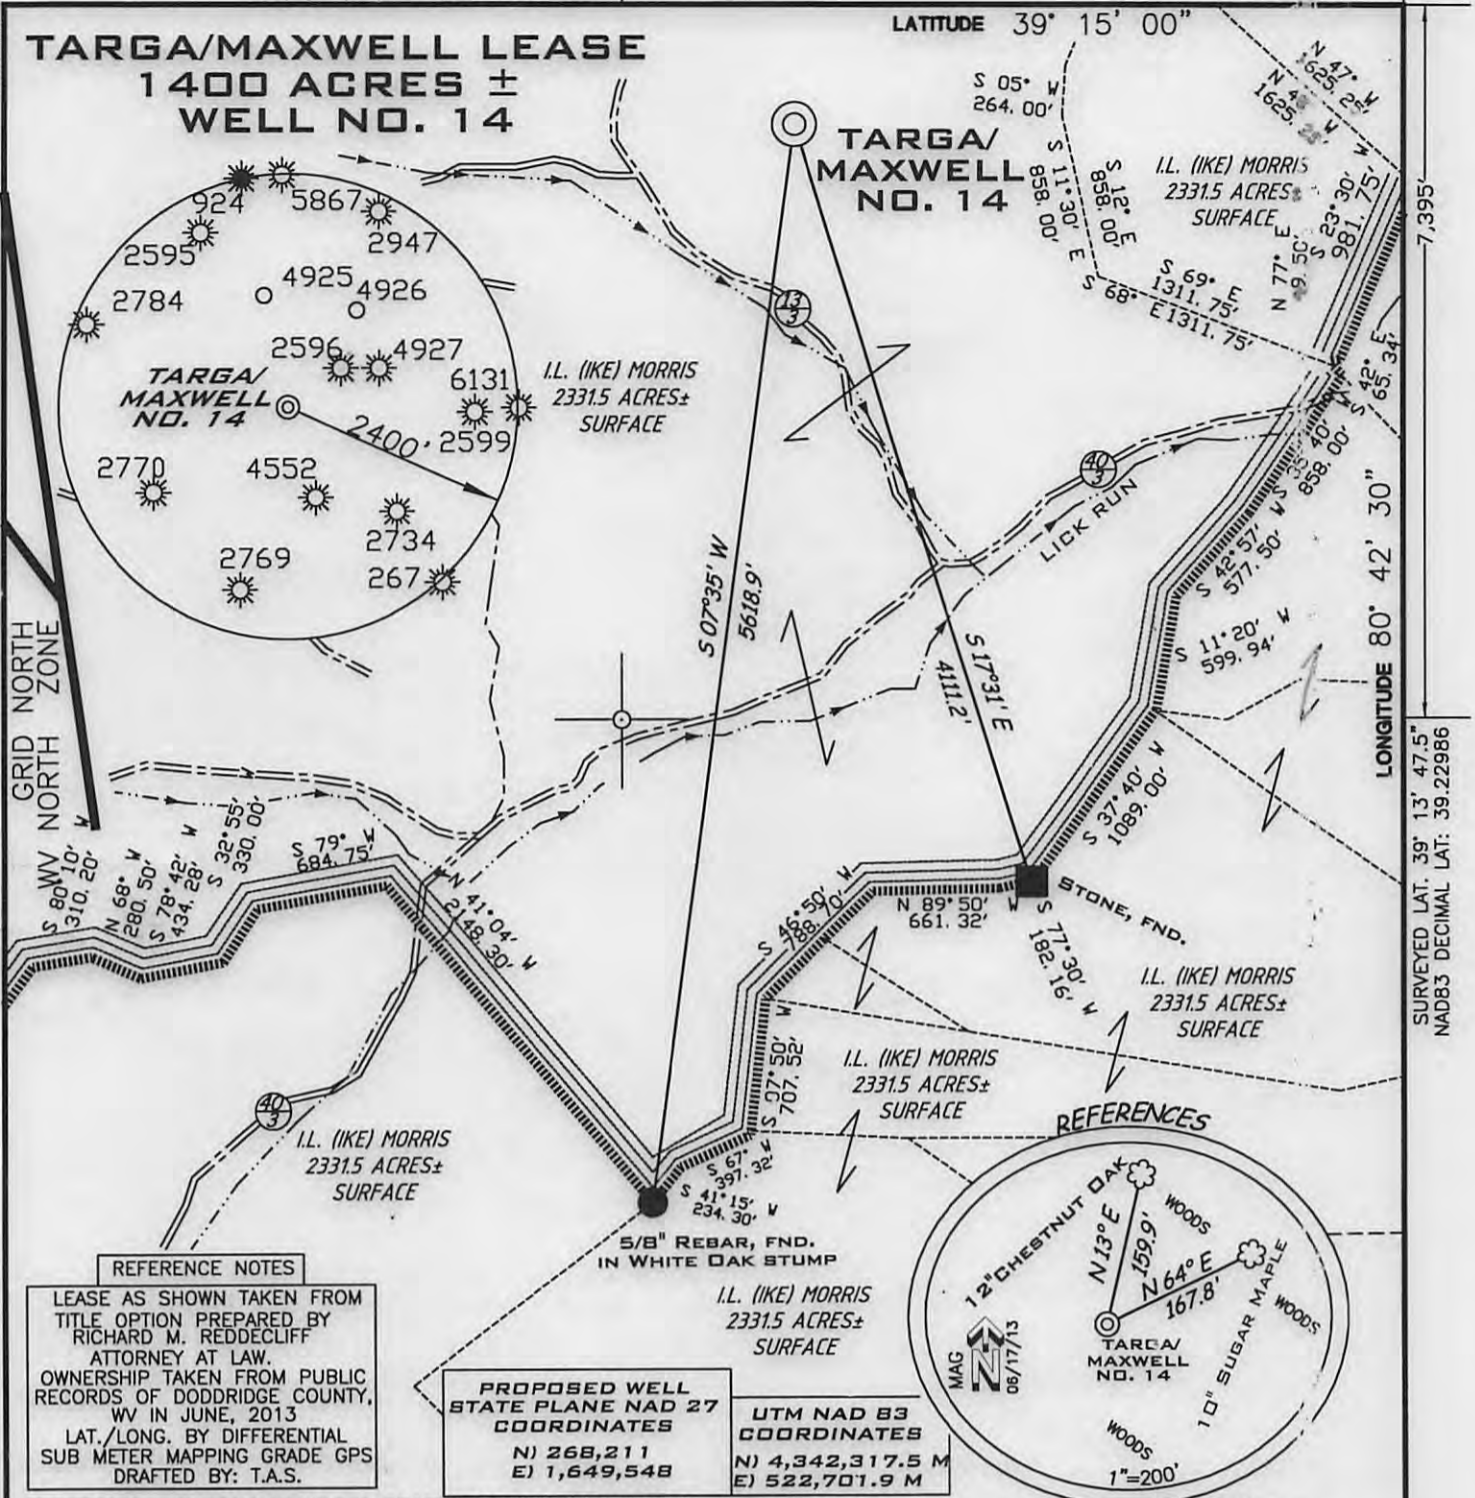 LATITUDE 39° 15' 00"
TARGA/MAXWELL LEASE
1400 ACRES ±
WELL NO. 14
TARGA/
MAXWELL
NO. 14
S 05° W
264.00'
S 11°30' E
858.00'
S 12° E
858.00'
S 69° E
1311.75'
S 68° E 1311.75'
N 47° W
1625.25'
W
1625.
I.L. (IKE) MORRIS
2331.5 ACRES±
SURFACE
N 77° E
9.50'
S 23°30' W
981.75'
7,395'
924
5867
2947
2595
4925
4926
2784
2596
4927
6131
TARGA/
MAXWELL
NO. 14
2400'
2599
2770
4552
2734
2769
267
I.L. (IKE) MORRIS
2331.5 ACRES±
SURFACE
13
3
40
3
LICK RUN
S 42° E
65.34'
S 35°40' W
858.00'
S 42°57' W
577.50'
S 11°20' W
599.94'
LONGITUDE 80° 42' 30"
S 07°35' W
5618.9'
S 17°31' E
4111.2'
GRID NORTH
WV NORTH ZONE
S 80°10' W
310.20'
N 68° W
280.50'
S 78°42' W
434.28'
S 32°55'
330.00'
S 79° W
684.75'
N 41°04' W
2148.30'
S 37°40' W
1089.00'
SURVEYED LAT. 39° 13' 47.5"
NAD83 DECIMAL LAT: 39.22986
S 46°50' W
788.70'
N 89°50' W
661.32'
STONE, FND.
S 77°30' W
182.16'
I.L. (IKE) MORRIS
2331.5 ACRES±
SURFACE
S 07°50' W
707.52'
I.L. (IKE) MORRIS
2331.5 ACRES±
SURFACE
40
3
I.L. (IKE) MORRIS
2331.5 ACRES±
SURFACE
S 67° W
397.32'
S 41°15' W
234.30'
5/8" REBAR, FND.
IN WHITE OAK STUMP
I.L. (IKE) MORRIS
2331.5 ACRES±
SURFACE
REFERENCES
12" CHESTNUT OAK
WOODS
N 13° E
159.9'
N 64° E
167.8'
WOODS
10" SUGAR MAPLE
TARGA/
MAXWELL
NO. 14
MAG
N
06/17/13
WOODS
1"=200'
REFERENCE NOTES
LEASE AS SHOWN TAKEN FROM
TITLE OPTION PREPARED BY
RICHARD M. REDDECLIFF
ATTORNEY AT LAW.
OWNERSHIP TAKEN FROM PUBLIC
RECORDS OF DODDRIDGE COUNTY,
WV IN JUNE, 2013
LAT./LONG. BY DIFFERENTIAL
SUB METER MAPPING GRADE GPS
DRAFTED BY: T.A.S.
PROPOSED WELL
STATE PLANE NAD 27
COORDINATES
N) 268,211
E) 1,649,548
UTM NAD 83
COORDINATES
N) 4,342,317.5 M
E) 522,701.9 M